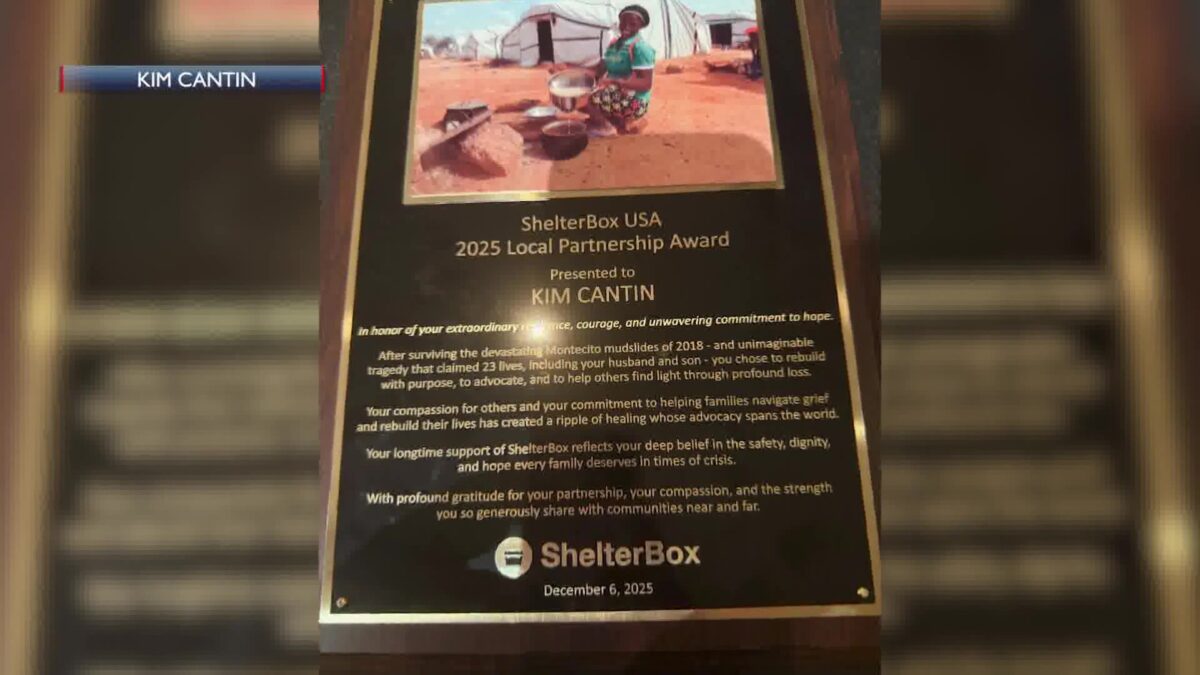 KIM CANTIN
ShelterBox USA
2025 Local Partnership Award
Presented to
KIM CANTIN
In honor of your extraordinary courage, and unwavering commitment to hope.
After surviving the devastating Montecito mudslides of 2018 - and unimaginable
tragedy that claimed 23 lives, including your husband and son - you chose to rebuild
with purpose, to advocate, and to help others find light through profound loss.
Your compassion for others and your commitment to helping families navigate grief
and rebuild their lives has created a ripple of healing whose advocacy spans the world.
Your longtime support of ShelterBox reflects your deep belief in the safety, dignity,
and hope every family deserves in times of crisis.
With profound gratitude for your partnership, your compassion, and the strength
you so generously share with communities near and far.
ShelterBox
December 6, 2025